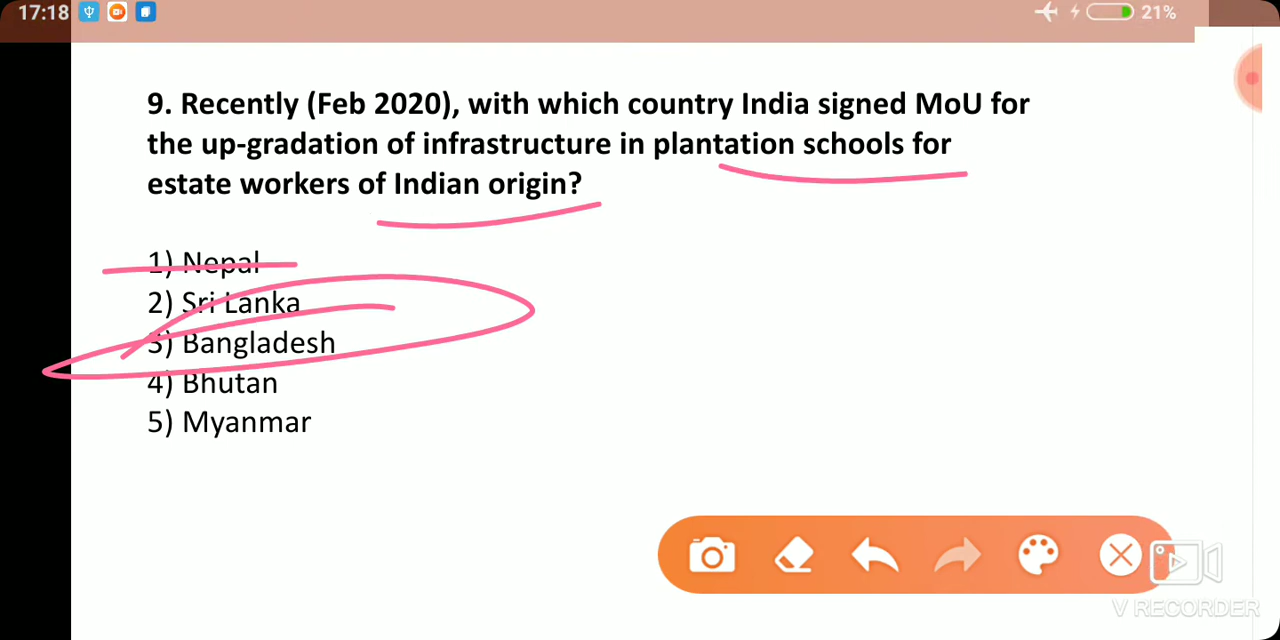 17:18
21%
9. Recently (Feb 2020), with which country India signed MoU for
the up-gradation of infrastructure in plantation schools for
estate workers of Indian origin?
1) Nepal
2) Sri Lanka
3) Bangladesh
4) Bhutan
5) Myanmar
V RECORDER